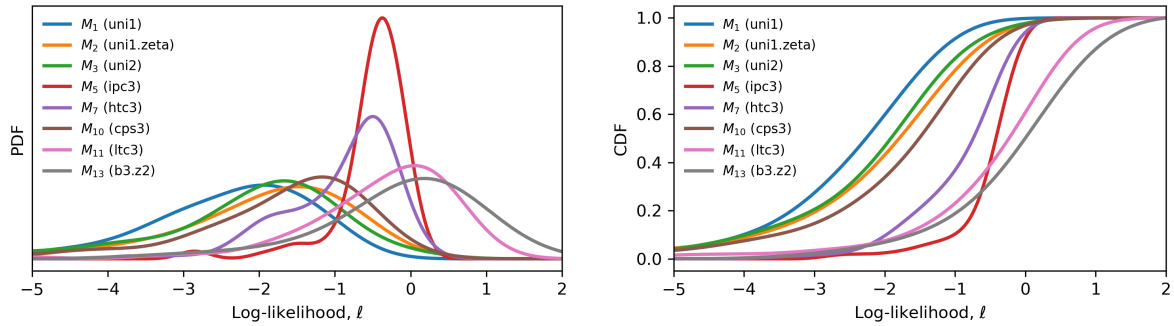 M₁ (uni1)
M₂ (uni1.zeta)
M₃ (uni2)
M₅ (ipc3)
M₇ (htc3)
M₁₀ (cps3)
M₁₁ (ltc3)
M₁₃ (b3.z2)
PDF
−5 −4 −3 −2 −1 0 1 2
Log-likelihood, ℓ
M₁ (uni1)
M₂ (uni1.zeta)
M₃ (uni2)
M₅ (ipc3)
M₇ (htc3)
M₁₀ (cps3)
M₁₁ (ltc3)
M₁₃ (b3.z2)
CDF
1.0
0.8
0.6
0.4
0.2
0.0
−5 −4 −3 −2 −1 0 1 2
Log-likelihood, ℓ